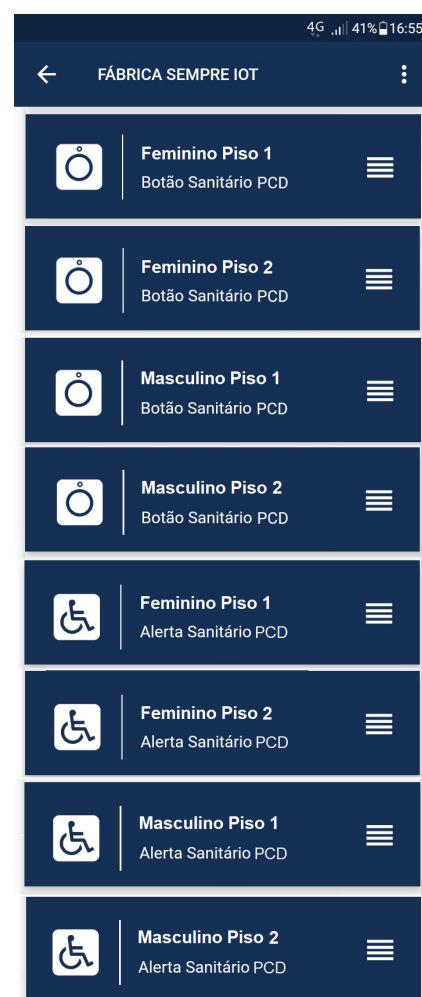 4G 41% 16:55
FÁBRICA SEMPRE IOT
Feminino Piso 1
Botão Sanitário PCD
Feminino Piso 2
Botão Sanitário PCD
Masculino Piso 1
Botão Sanitário PCD
Masculino Piso 2
Botão Sanitário PCD
Feminino Piso 1
Alerta Sanitário PCD
Feminino Piso 2
Alerta Sanitário PCD
Masculino Piso 1
Alerta Sanitário PCD
Masculino Piso 2
Alerta Sanitário PCD